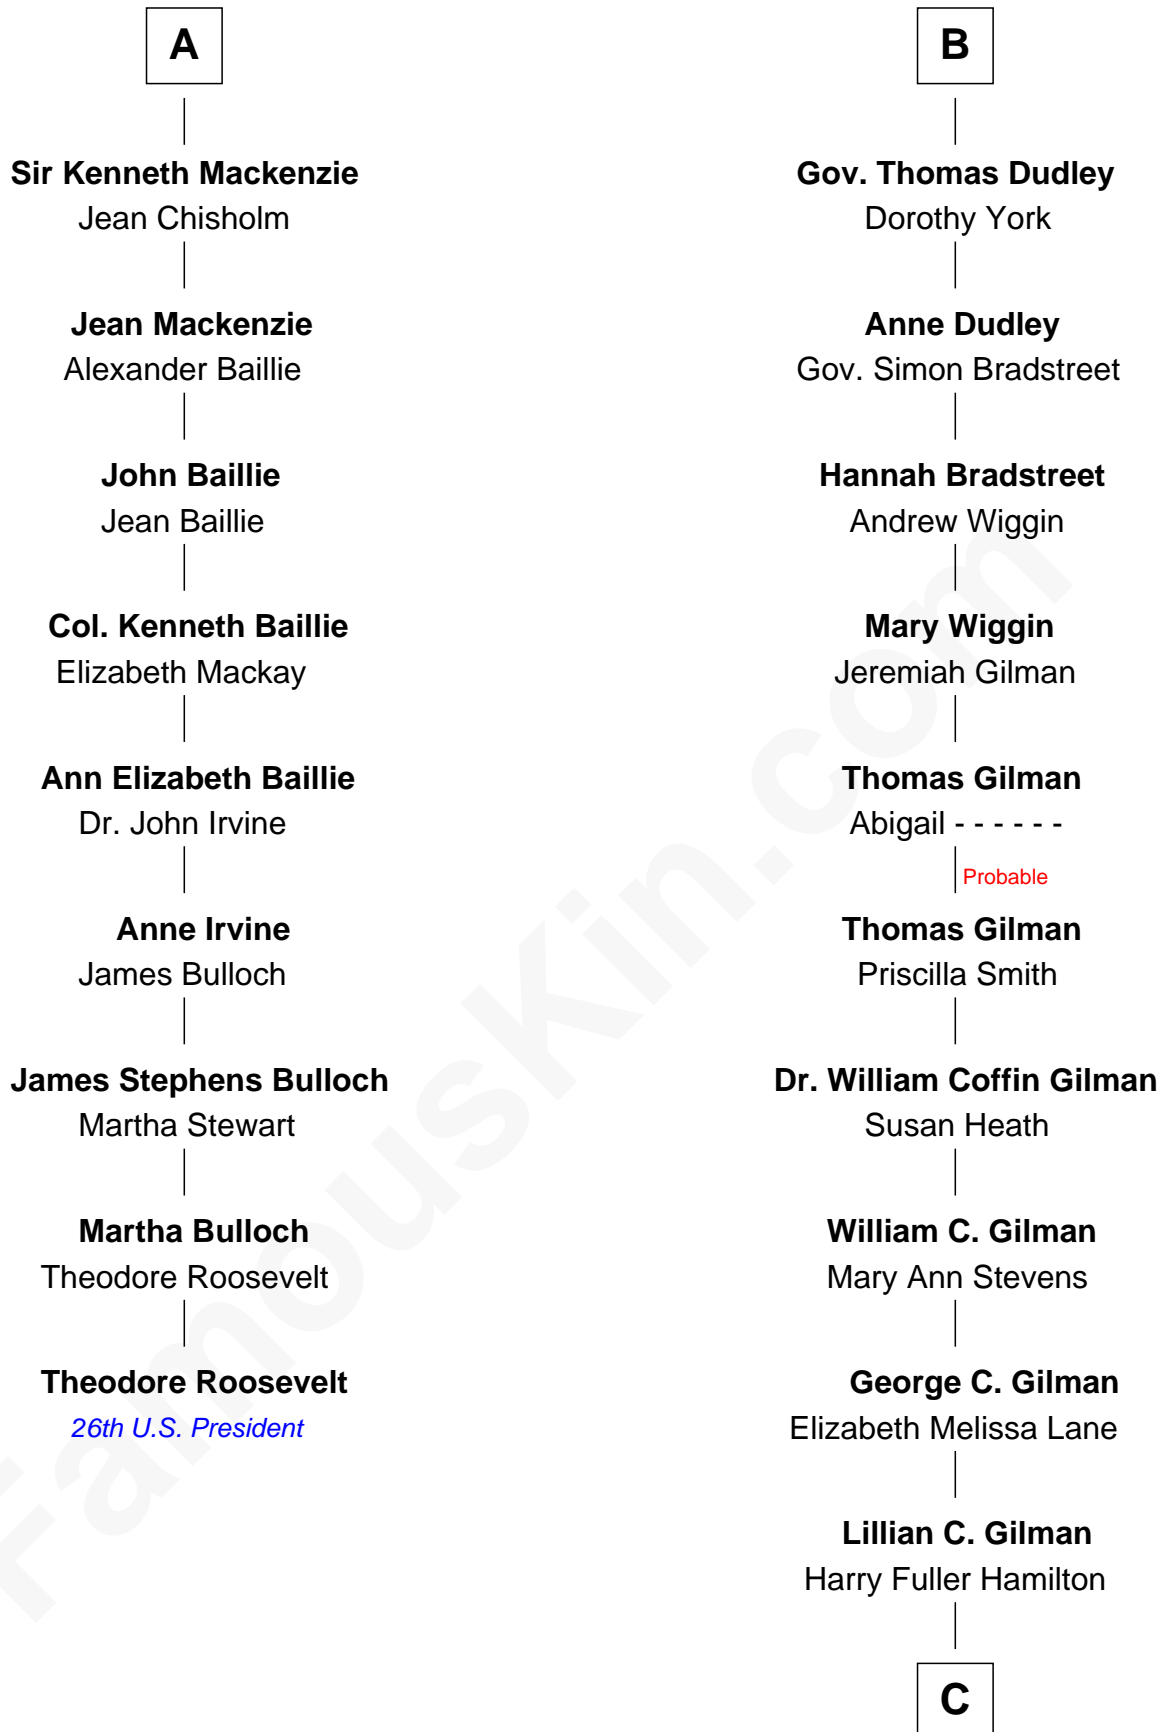 A
Sir Kenneth Mackenzie
Jean Chisholm
Jean Mackenzie
Alexander Baillie
John Baillie
Jean Baillie
Col. Kenneth Baillie
Elizabeth Mackay
Ann Elizabeth Baillie
Dr. John Irvine
Anne Irvine
James Bulloch
James Stephens Bulloch
Martha Stewart
Martha Bulloch
Theodore Roosevelt
Theodore Roosevelt
26th U.S. President
B
Gov. Thomas Dudley
Dorothy York
Anne Dudley
Gov. Simon Bradstreet
Hannah Bradstreet
Andrew Wiggin
Mary Wiggin
Jeremiah Gilman
Thomas Gilman
Abigail - - - - - -
Probable
Thomas Gilman
Priscilla Smith
Dr. William Coffin Gilman
Susan Heath
William C. Gilman
Mary Ann Stevens
George C. Gilman
Elizabeth Melissa Lane
Lillian C. Gilman
Harry Fuller Hamilton
C
FamousKin.com